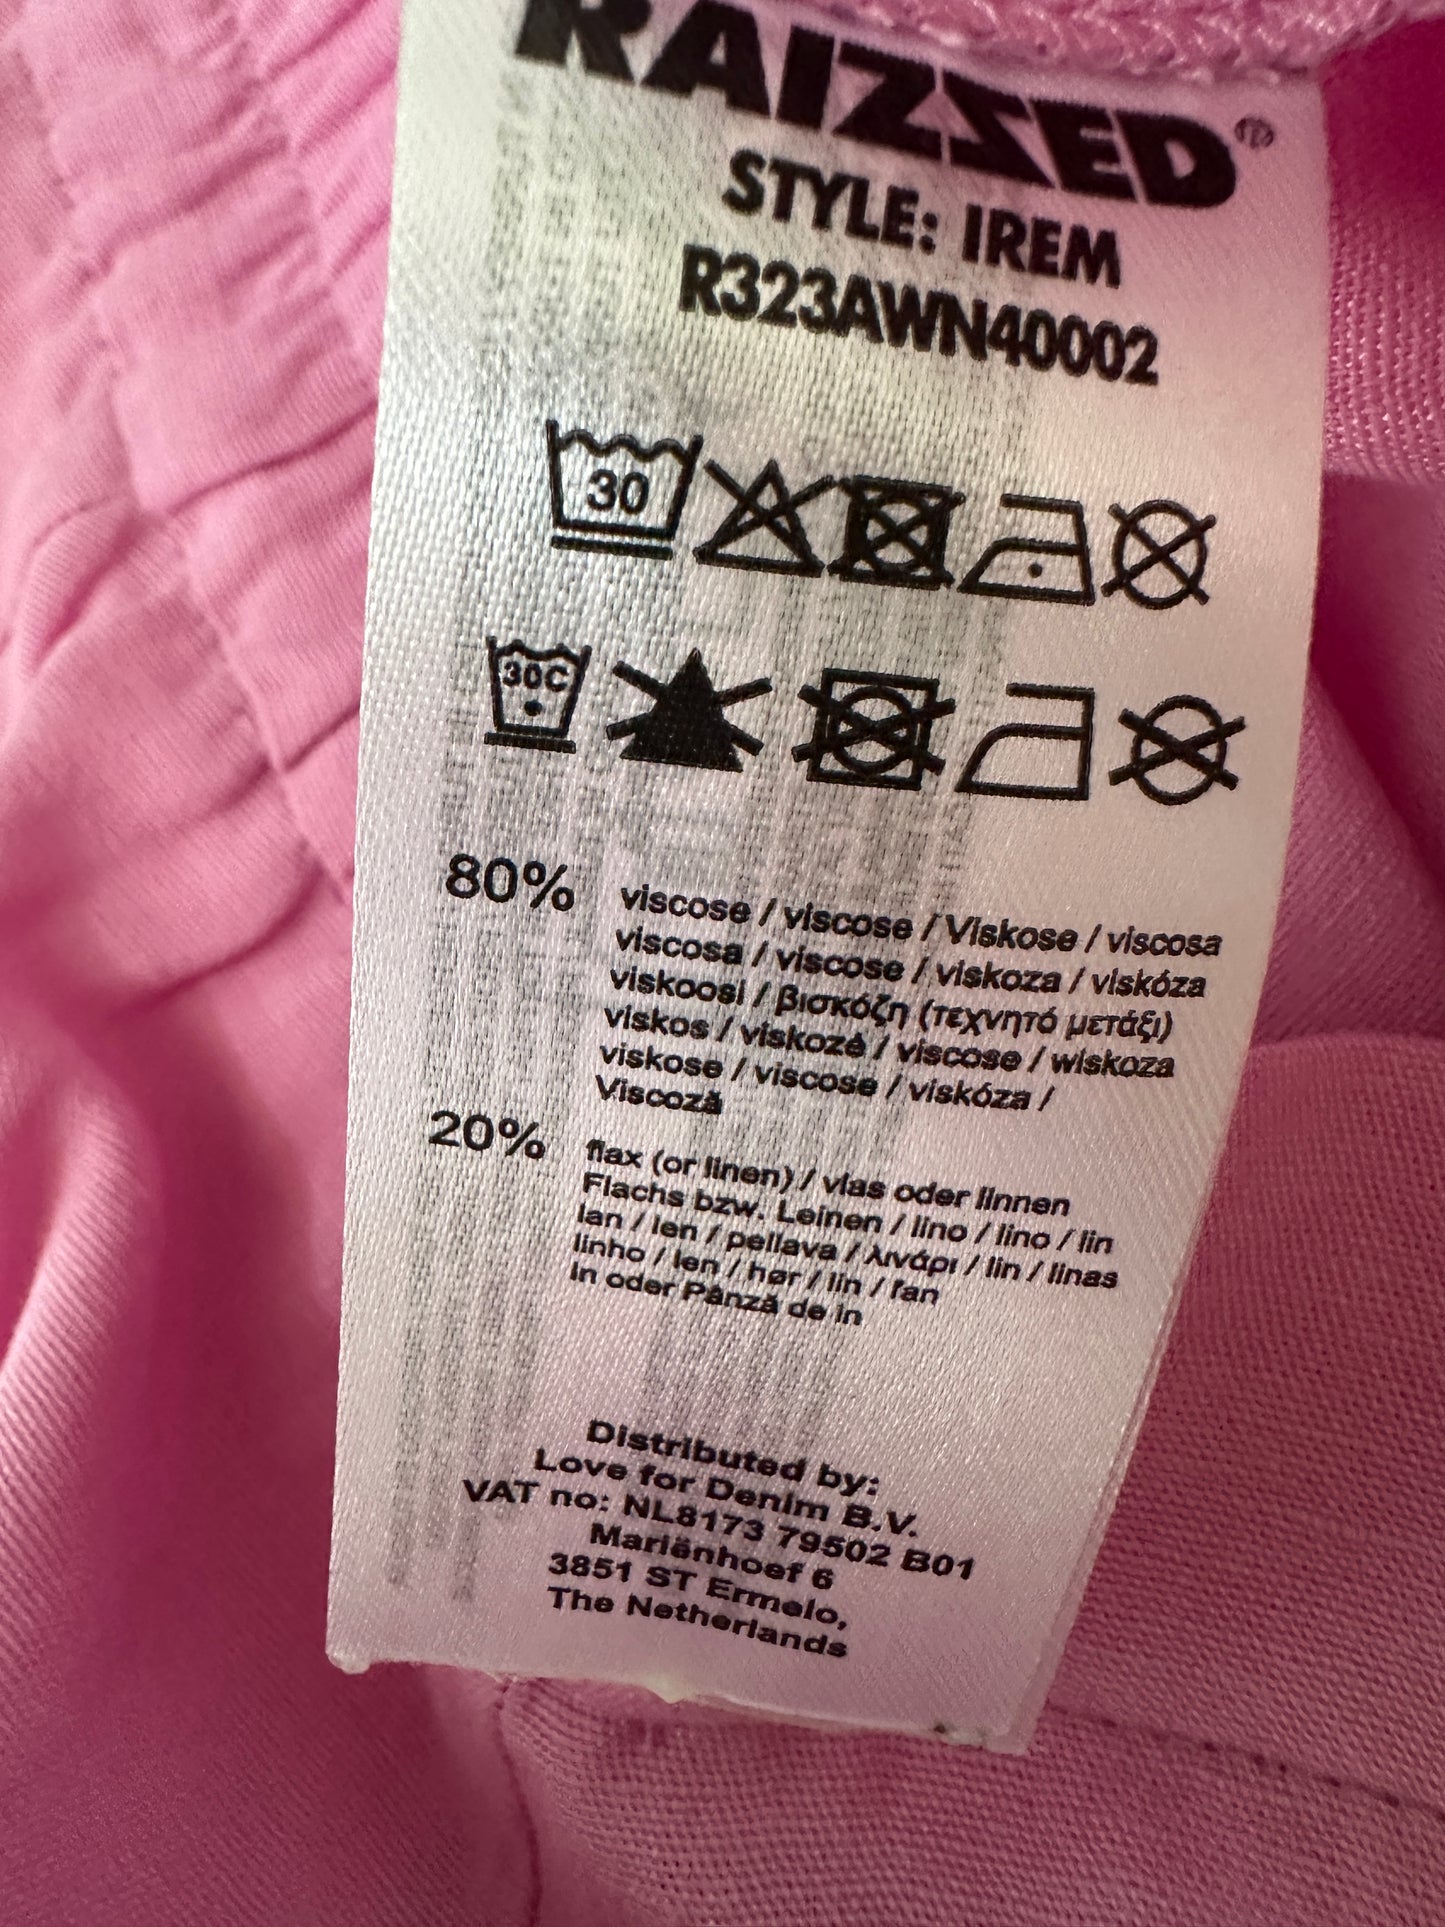 RAIZZED®
STYLE: IREM
R323AWN40002
30
30C
80% viscose / viscose / Viskose / viscosa
viscosa / viscose / viskoza / viskóza
viskoosi / βισκόζη (τεχνητό μετάξι)
viskos / viskozė / viscose / wiskoza
viskose / viscose / viskóza /
Viscoză
20% flax (or linen) / vlas oder linnen
Flachs bzw. Leinen / lino / lino / lin
lan / len / pellava / λινάρι / lin / linas
linho / len / hør / lin / ľan
In oder Pânză de in
Distributed by:
Love for Denim B.V.
VAT no: NL8173 79502 B01
Mariënhoef 6
3851 ST Ermelo,
The Netherlands